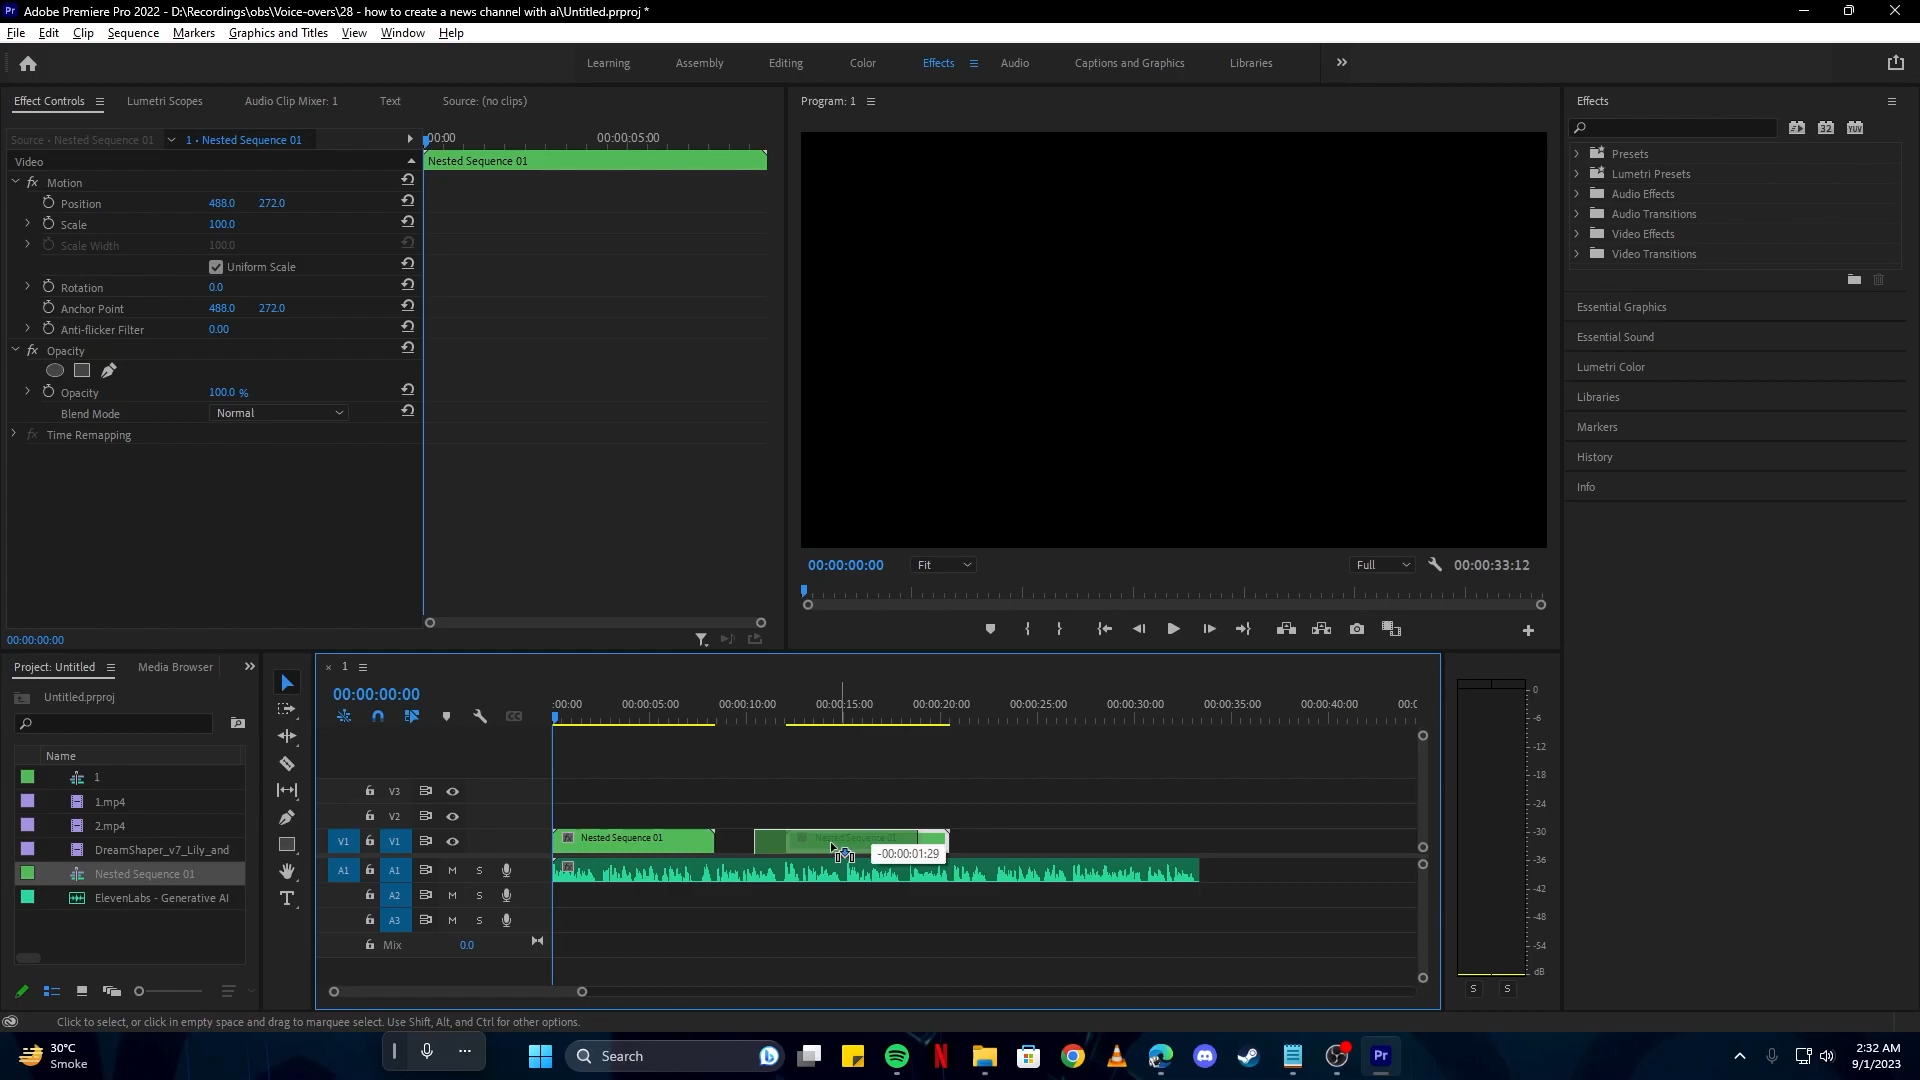 Pr Adobe Premiere Pro 2022 - D:\Recordings\obs\Voice-overs\28 - how to create a news channel with ai\Untitled.prproj *
File Edit Clip Sequence Markers Graphics and Titles View Window Help
Learning Assembly Editing Color Effects Audio Captions and Graphics Libraries
Effect Controls Lumetri Scopes Audio Clip Mixer: 1 Text Source: (no clips)
Program: 1
Effects
Source · Nested Sequence 01 1 · Nested Sequence 01 :00:00 00:00:05:00
Video Nested Sequence 01
fx Motion
Position 488.0 272.0
Scale 100.0
Scale Width 100.0
Uniform Scale
Rotation 0.0
Anchor Point 488.0 272.0
Anti-flicker Filter 0.00
fx Opacity
Opacity 100.0 %
Blend Mode Normal
fx Time Remapping
00:00:00:00
00:00:00:00 Fit Full 00:00:33:12
32 YUV
Presets
Lumetri Presets
Audio Effects
Audio Transitions
Video Effects
Video Transitions
Essential Graphics
Essential Sound
Lumetri Color
Libraries
Markers
History
Info
Project: Untitled Media Browser
Untitled.prproj
Name
1
1.mp4
2.mp4
DreamShaper_v7_Lily_and
Nested Sequence 01
ElevenLabs - Generative AI
× 1
00:00:00:00
:00:00 00:00:05:00 00:00:10:00 00:00:15:00 00:00:20:00 00:00:25:00 00:00:30:00 00:00:35:00 00:00:40:00 00:0
V3
V2
V1 V1 fx Nested Sequence 01 Nested Sequence 01
-00:00:01:29
A1 A1 M S
A2 M S
A3 M S
Mix 0.0
0
-6
-12
-18
-24
-30
-36
-42
-48
-54
dB
S S
Click to select, or click in empty space and drag to marquee select. Use Shift, Alt, and Ctrl for other options.
30°C
Smoke
Search
Pr
2:32 AM
9/1/2023